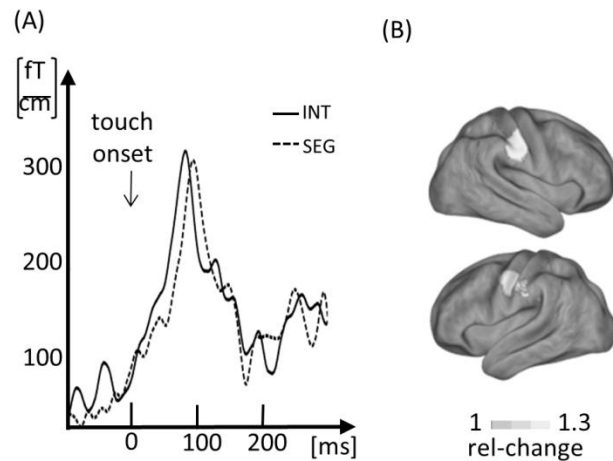 (A)
(B)
[fT
cm]
touch
onset
INT
SEG
300
200
100
0 100 200 [ms]
1 1.3
rel-change